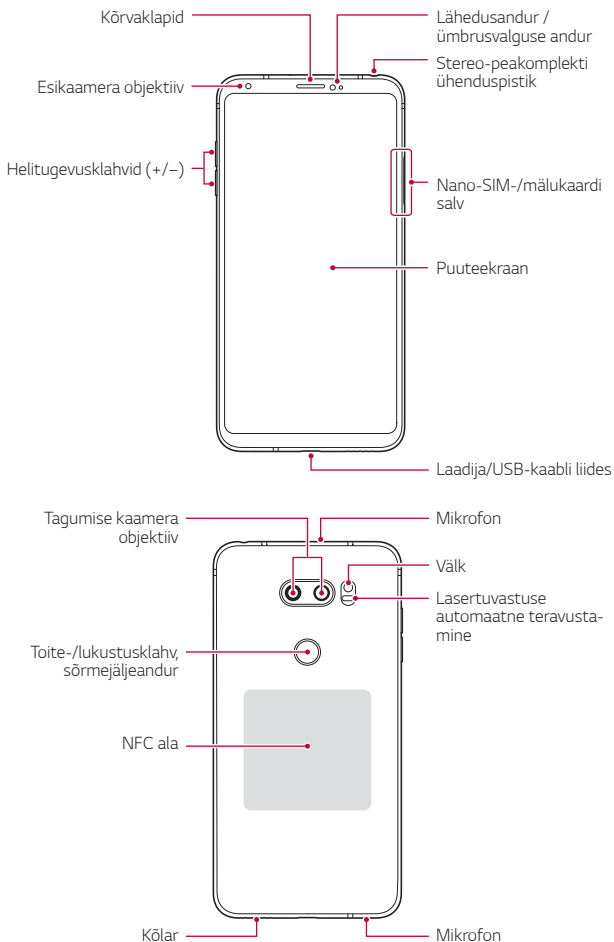 Kõrvaklapid
Lähedusandur /
ümbrusvalguse andur
Stereo-peakomplekti
ühenduspistik
Esikaamera objektiiv
Helitugevusklahvid (+/–)
Nano-SIM-/mälukaardi
salv
Puuteekraan
Laadija/USB-kaabli liides
Tagumise kaamera
objektiiv
Mikrofon
Välk
Lasertuvastuse
automaatne teravusta-
mine
Toite-/lukustusklahv,
sõrmejäljeandur
NFC ala
Kõlar
Mikrofon